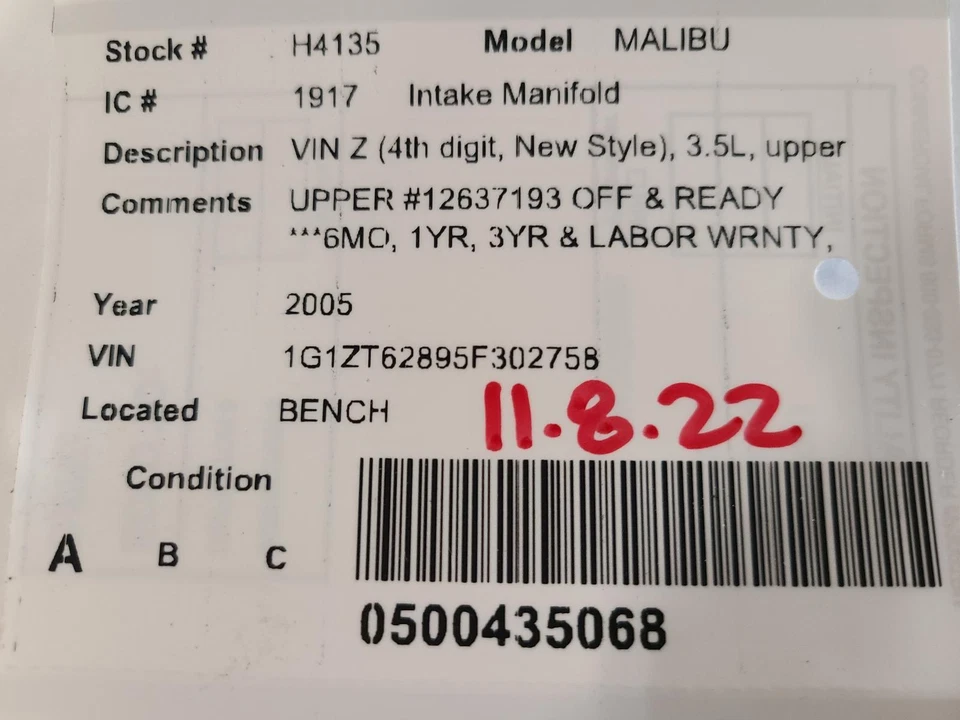 Stock # H4135 Model MALIBU
IC # 1917 Intake Manifold
Description VIN Z (4th digit, New Style), 3.5L, upper
Comments UPPER #12637193 OFF & READY
***6MO, 1YR, 3YR & LABOR WRNTY,
Year 2005
VIN 1G1ZT62895F302758
Located BENCH
11.8.22
Condition
A B C
0500435068